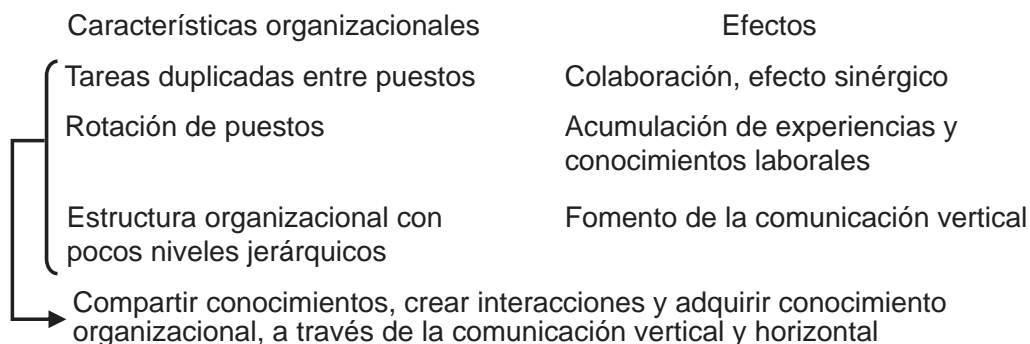 Características organizacionales Efectos
Tareas duplicadas entre puestos Colaboración, efecto sinérgico
Rotación de puestos Acumulación de experiencias y
conocimientos laborales
Estructura organizacional con Fomento de la comunicación vertical
pocos niveles jerárquicos
Compartir conocimientos, crear interacciones y adquirir conocimiento
organizacional, a través de la comunicación vertical y horizontal